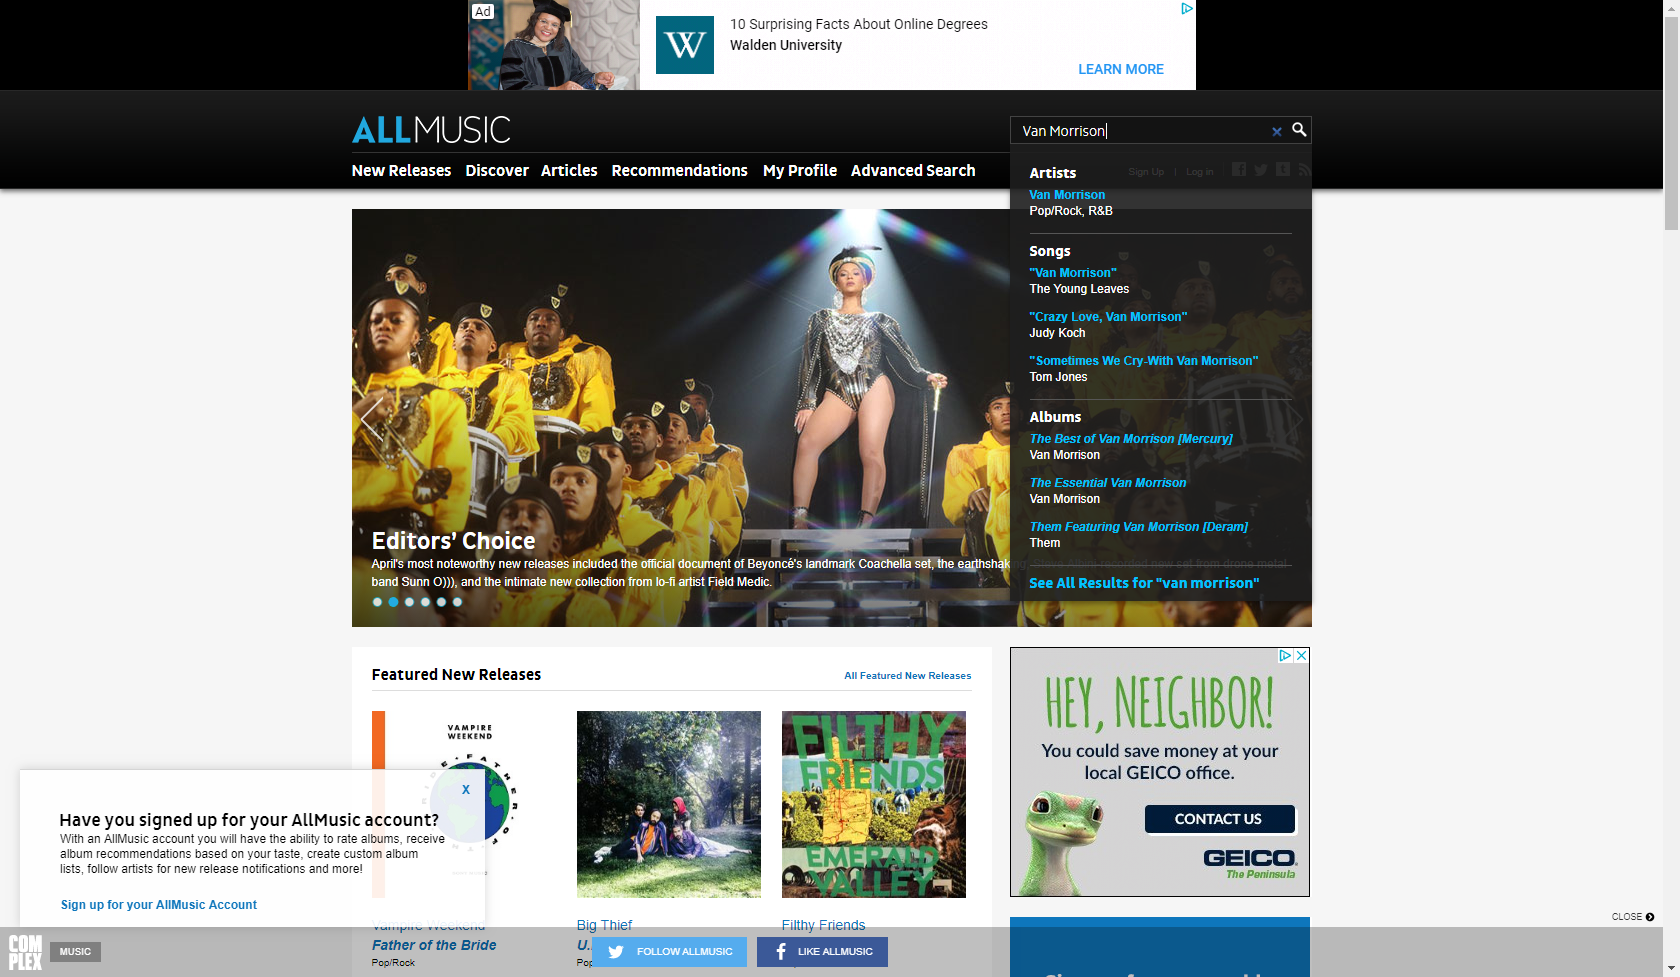 Ad
10 Surprising Facts About Online Degrees
Walden University
LEARN MORE
W
ALLMUSIC
Van Morrison
x
New Releases
Discover
Articles
Recommendations
My Profile
Advanced Search
Sign Up | Log in
Artists
Van Morrison
Pop/Rock, R&B
Songs
"Van Morrison"
The Young Leaves
"Crazy Love, Van Morrison"
Judy Koch
"Sometimes We Cry-With Van Morrison"
Tom Jones
Albums
The Best of Van Morrison [Mercury]
Van Morrison
The Essential Van Morrison
Van Morrison
Them Featuring Van Morrison [Deram]
Them
See All Results for "van morrison"
Editors' Choice
April's most noteworthy new releases included the official document of Beyoncé's landmark Coachella set, the earthshak set from drone metal
band Sunn O))), and the intimate new collection from lo-fi artist Field Medic.
Featured New Releases
All Featured New Releases
VAMPIRE
WEEKEND
FILTHY
FRIENDS
EMERALD
VALLEY
Vampire Weekend
Father of the Bride
Pop/Rock
Big Thief
U..
Filthy Friends
HEY, NEIGHBOR!
You could save money at your
local GEICO office.
CONTACT US
GEICO
The Peninsula
X
Have you signed up for your AllMusic account?
With an AllMusic account you will have the ability to rate albums, receive
album recommendations based on your taste, create custom album
lists, follow artists for new release notifications and more!
Sign up for your AllMusic Account
CLOSE
COMPLEX
MUSIC
FOLLOW ALLMUSIC
LIKE ALLMUSIC